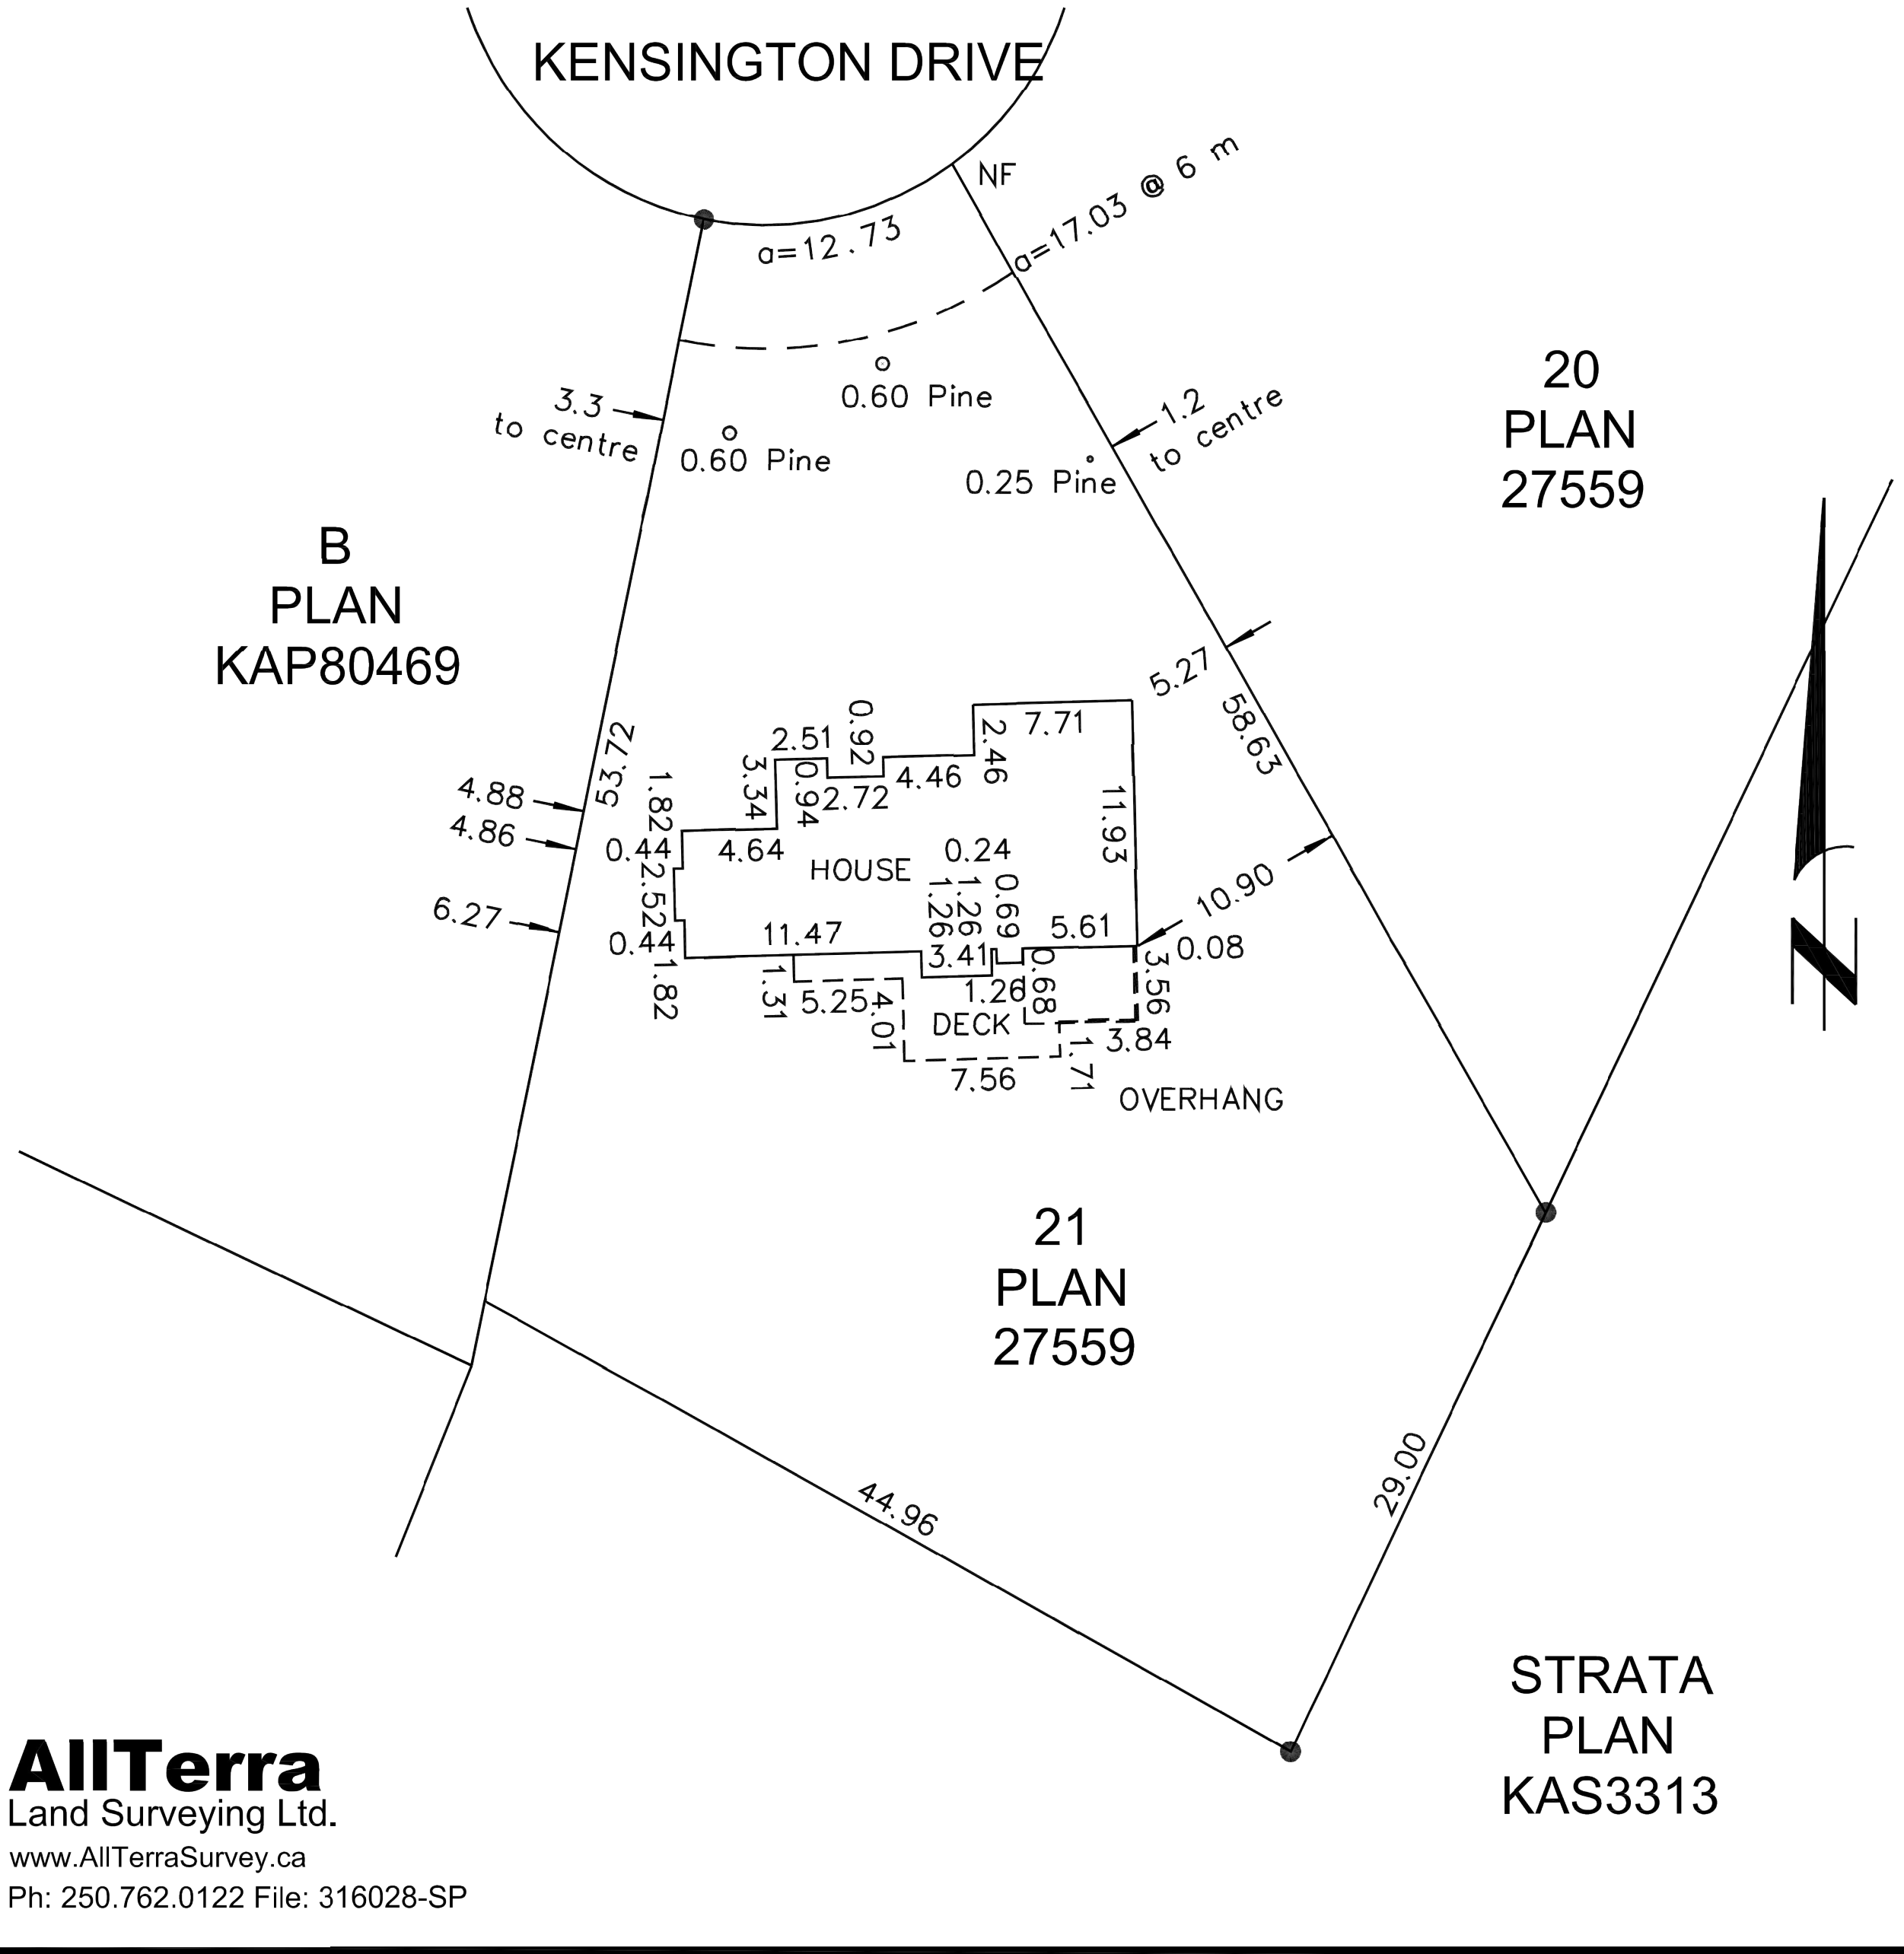 KENSINGTON DRIVE
NF
a=12.73
a=17.03 @ 6 m
0.60 Pine
3.3
to centre
0.60 Pine
1.2
to centre
0.25 Pine
20
PLAN
27559
B
PLAN
KAP80469
53.72
58.63
5.27
7.71
2.46
0.92
2.51
4.46
3.34
0.94
2.72
11.93
4.88
4.86
6.27
1.82
0.44
4.64
HOUSE
0.24
2.52
1.26
1.26
0.69
5.61
10.90
0.08
11.47
0.44
3.41
1.82
1.31
5.25
4.01
1.26
0.68
3.56
DECK
3.84
7.56
1.71
OVERHANG
N
21
PLAN
27559
44.96
29.00
STRATA
PLAN
KAS3313
AllTerra
Land Surveying Ltd.
www.AllTerraSurvey.ca
Ph: 250.762.0122 File: 316028-SP